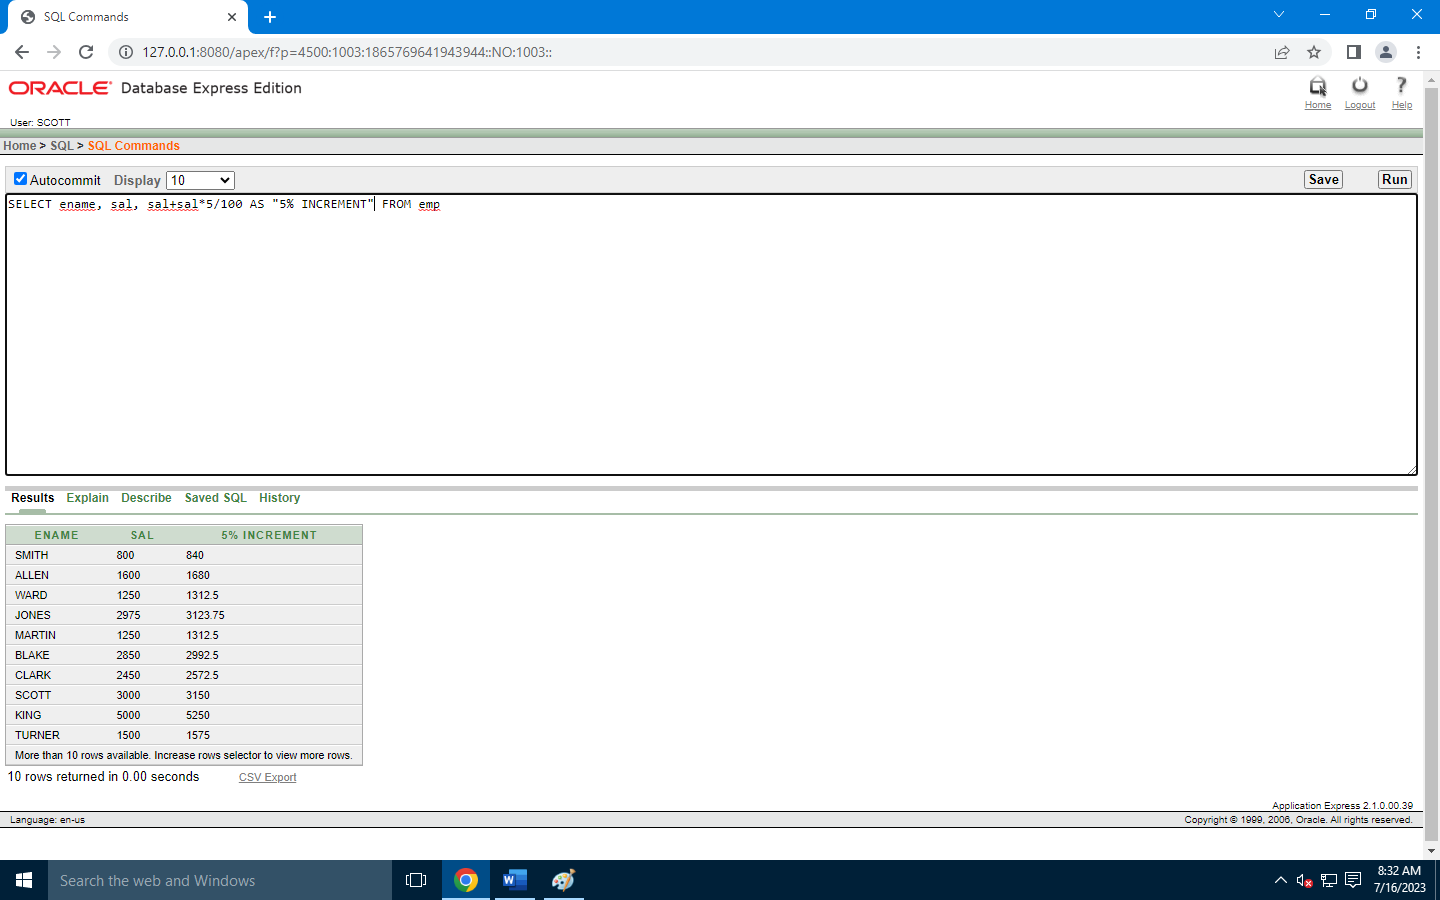 SQL Commands
127.0.0.1:8080/apex/f?p=4500:1003:1865769641943944::NO:1003::
ORACLE Database Express Edition
Home Logout Help
User: SCOTT
Home > SQL > SQL Commands
Autocommit Display 10 Save Run
SELECT ename, sal, sal+sal*5/100 AS "5% INCREMENT" FROM emp
Results Explain Describe Saved SQL History
ENAME SAL 5% INCREMENT
SMITH 800 840
ALLEN 1600 1680
WARD 1250 1312.5
JONES 2975 3123.75
MARTIN 1250 1312.5
BLAKE 2850 2992.5
CLARK 2450 2572.5
SCOTT 3000 3150
KING 5000 5250
TURNER 1500 1575
More than 10 rows available. Increase rows selector to view more rows.
10 rows returned in 0.00 seconds CSV Export
Application Express 2.1.0.00.39
Language: en-us Copyright © 1999, 2006, Oracle. All rights reserved.
Search the web and Windows
8:32 AM
7/16/2023